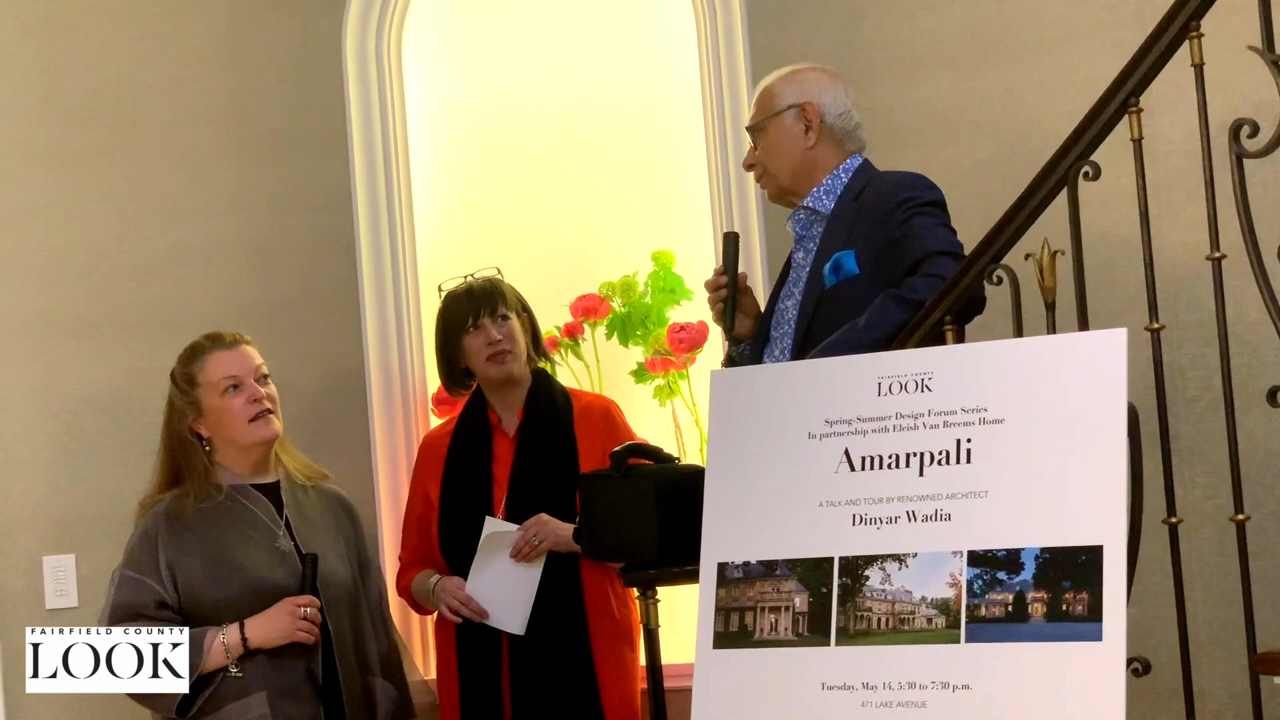 FAIRFIELD COUNTY
LOOK
Spring-Summer Design Forum Series
In partnership with Eleish Van Breems Home
Amarpali
A TALK AND TOUR BY RENOWNED ARCHITECT
Dinyar Wadia
Tuesday, May 14, 5:30 to 7:30 p.m.
471 LAKE AVENUE
FAIRFIELD COUNTY
LOOK